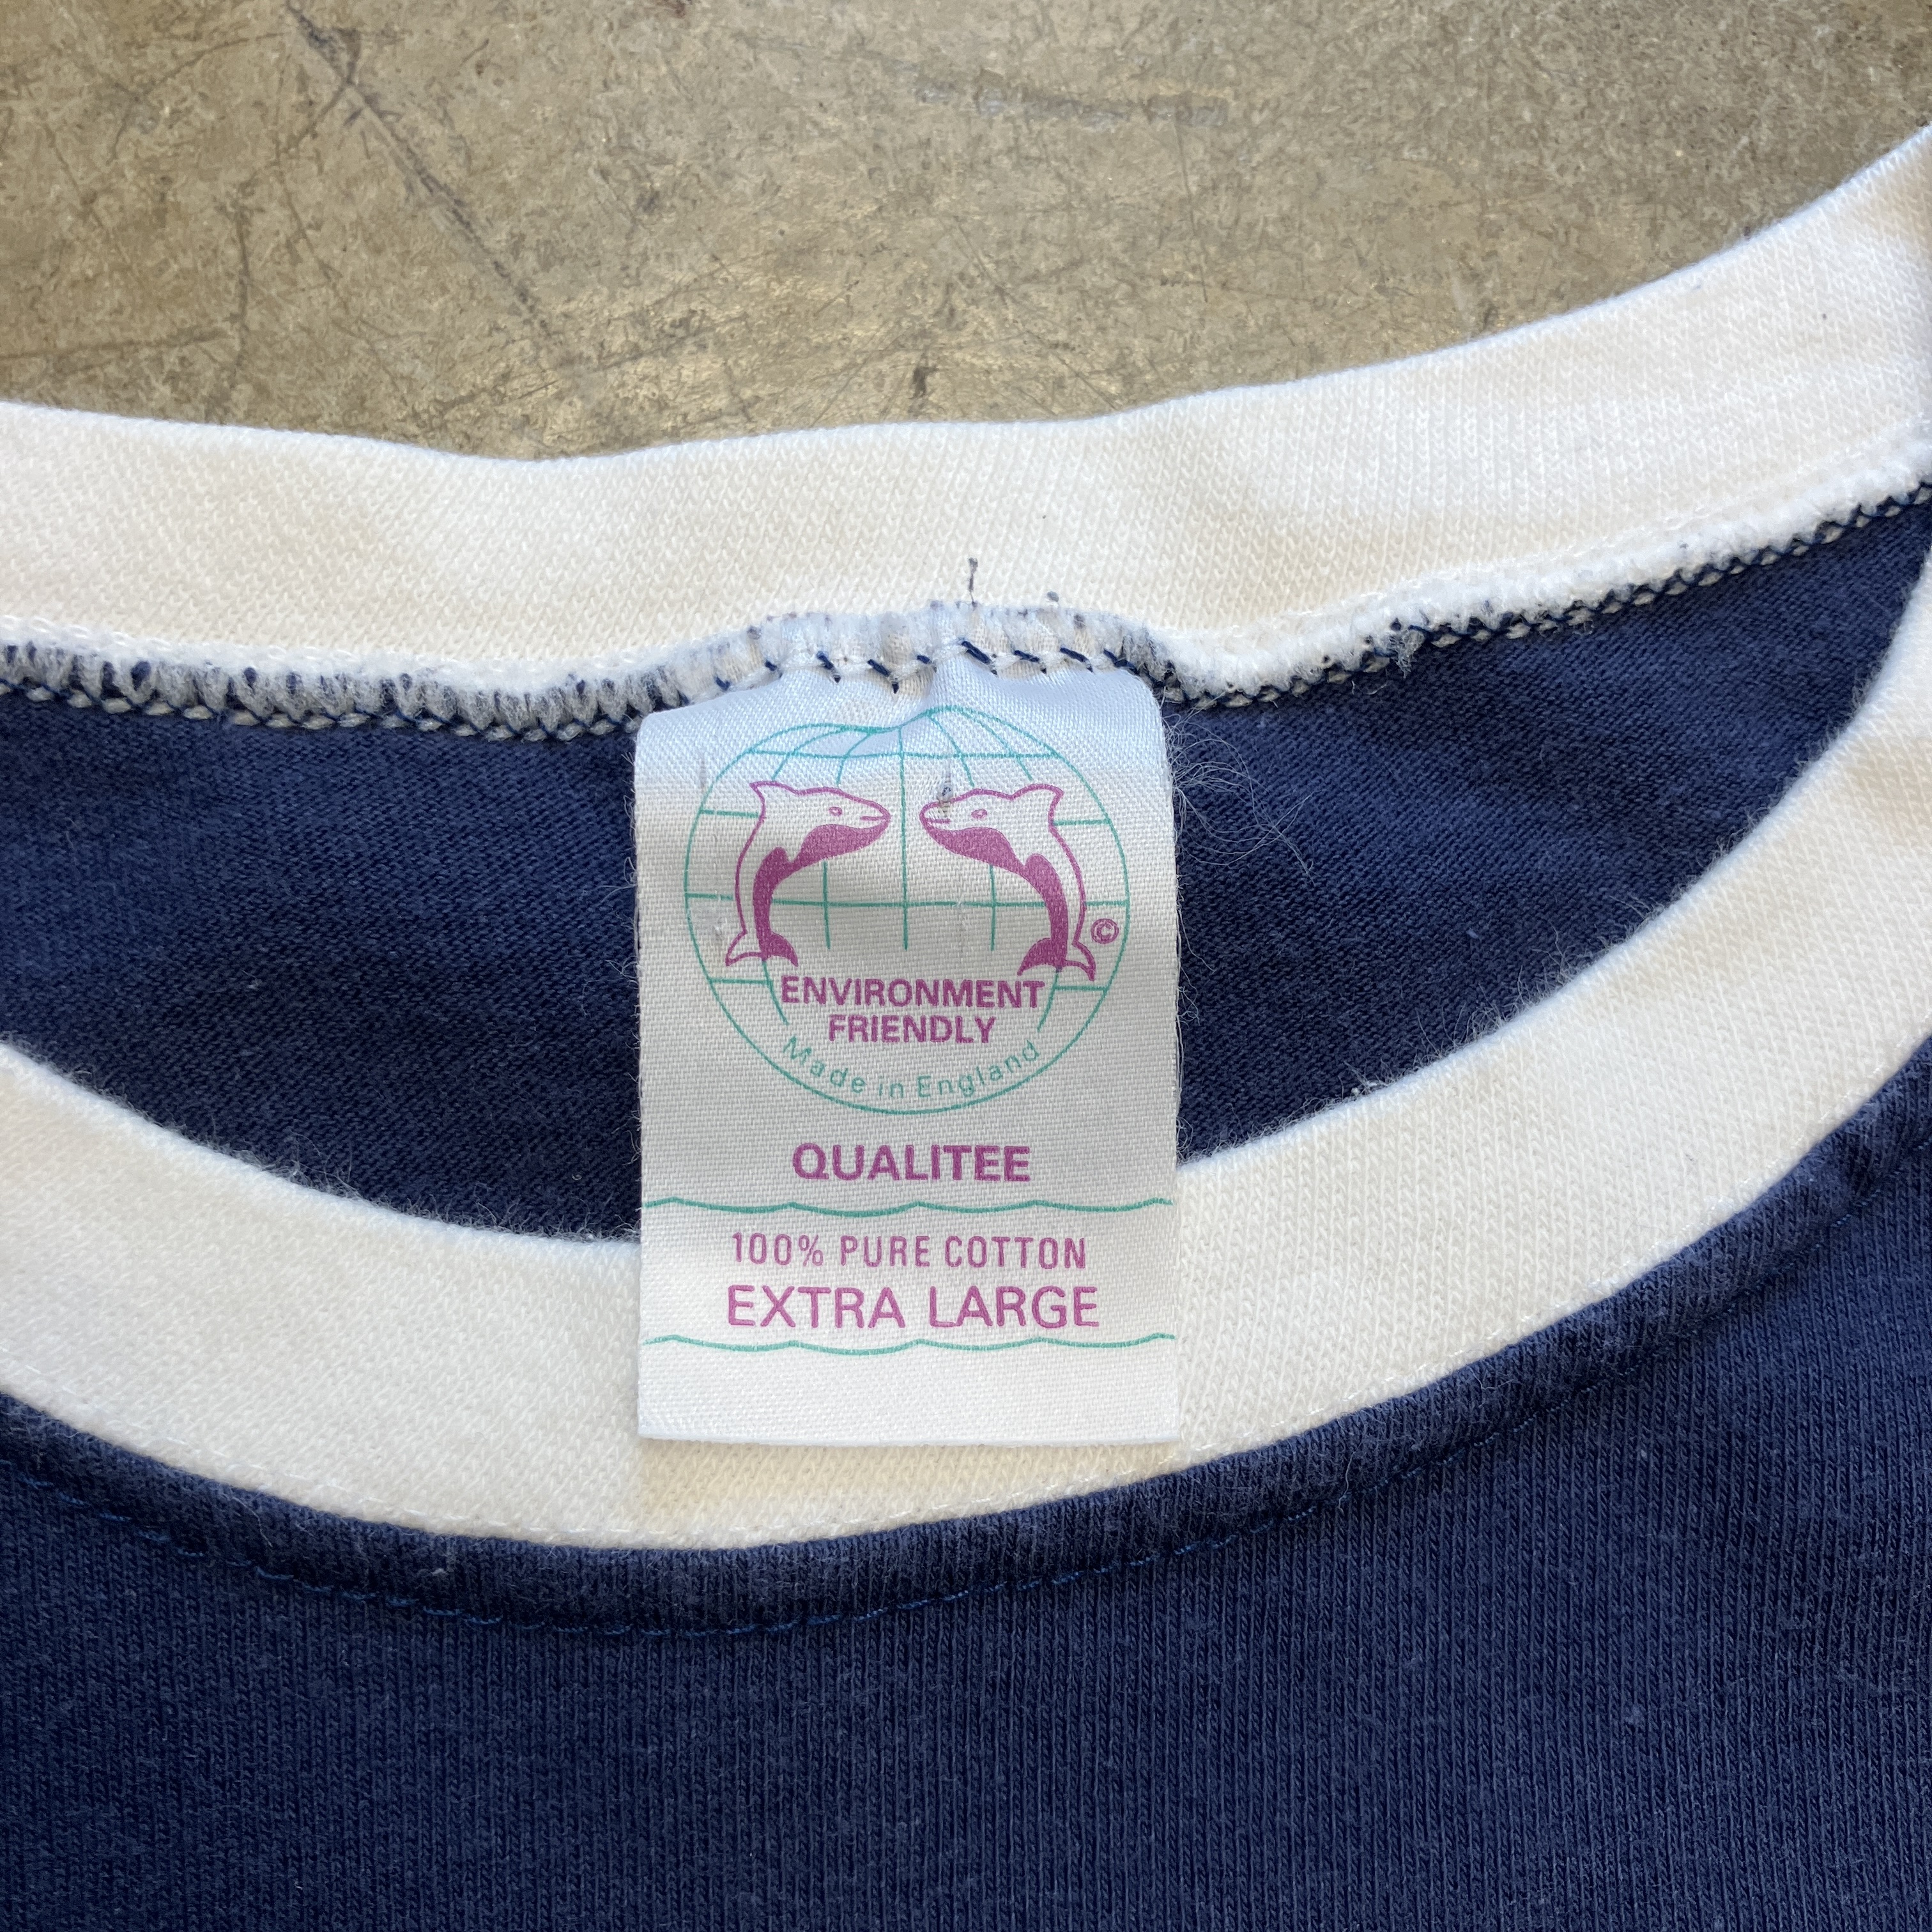 ©
ENVIRONMENT
FRIENDLY
Made in England
QUALITEE
100% PURE COTTON
EXTRA LARGE